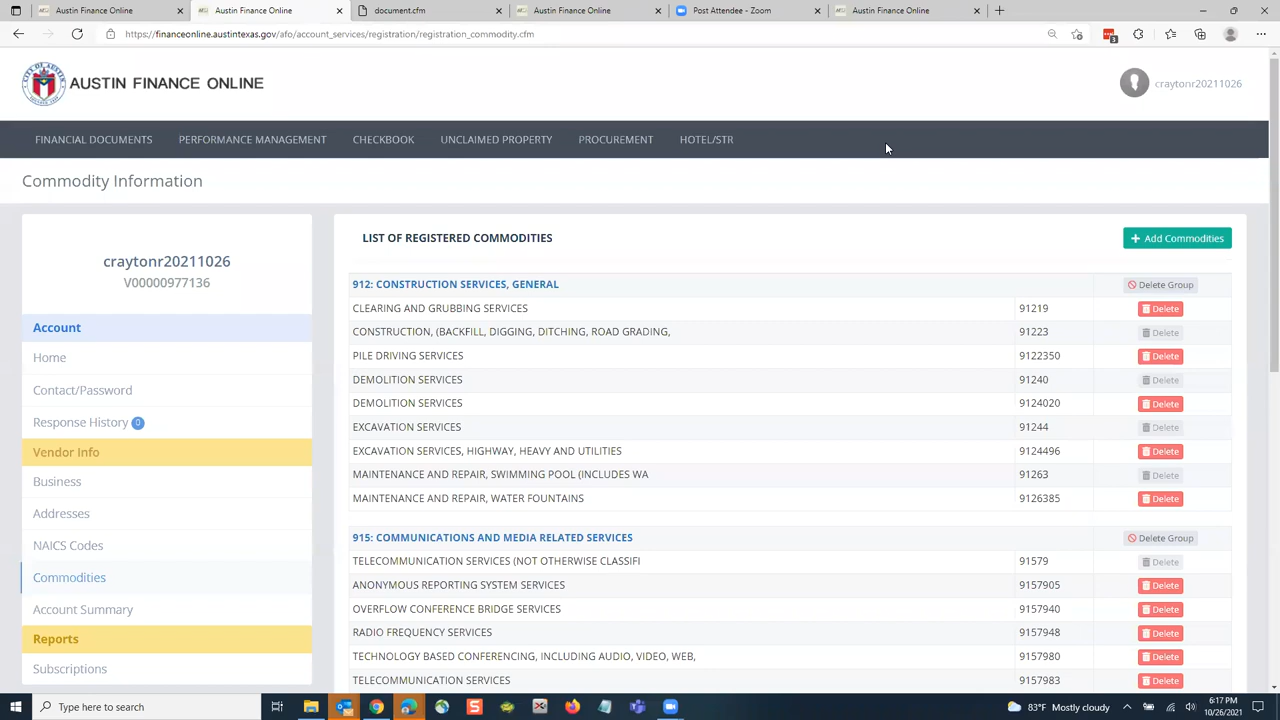 Austin Finance Online
Austin Finance Online
document.cfm
Austin Finance Online
Post Attendee - Zoom
Austin Finance Online
https://financeonline.austintexas.gov/afo/account_services/registration/registration_commodity.cfm
3
AUSTIN FINANCE ONLINE
craytonr20211026
FINANCIAL DOCUMENTS PERFORMANCE MANAGEMENT CHECKBOOK UNCLAIMED PROPERTY PROCUREMENT HOTEL/STR
Commodity Information
craytonr20211026
V00000977136
Account
Home
Contact/Password
Response History 0
Vendor Info
Business
Addresses
NAICS Codes
Commodities
Account Summary
Reports
Subscriptions
LIST OF REGISTERED COMMODITIES
+ Add Commodities
912: CONSTRUCTION SERVICES, GENERAL Delete Group
CLEARING AND GRUBBING SERVICES 91219 Delete
CONSTRUCTION, (BACKFILL, DIGGING, DITCHING, ROAD GRADING, 91223 Delete
PILE DRIVING SERVICES 9122350 Delete
DEMOLITION SERVICES 91240 Delete
DEMOLITION SERVICES 9124020 Delete
EXCAVATION SERVICES 91244 Delete
EXCAVATION SERVICES, HIGHWAY, HEAVY AND UTILITIES 9124496 Delete
MAINTENANCE AND REPAIR, SWIMMING POOL (INCLUDES WA 91263 Delete
MAINTENANCE AND REPAIR, WATER FOUNTAINS 9126385 Delete
915: COMMUNICATIONS AND MEDIA RELATED SERVICES Delete Group
TELECOMMUNICATION SERVICES (NOT OTHERWISE CLASSIFI 91579 Delete
ANONYMOUS REPORTING SYSTEM SERVICES 9157905 Delete
OVERFLOW CONFERENCE BRIDGE SERVICES 9157940 Delete
RADIO FREQUENCY SERVICES 9157948 Delete
TECHNOLOGY BASED CONFERENCING, INCLUDING AUDIO, VIDEO, WEB, 9157980 Delete
TELECOMMUNICATION SERVICES 9157983 Delete
Type here to search
83°F Mostly cloudy
6:17 PM
10/26/2021